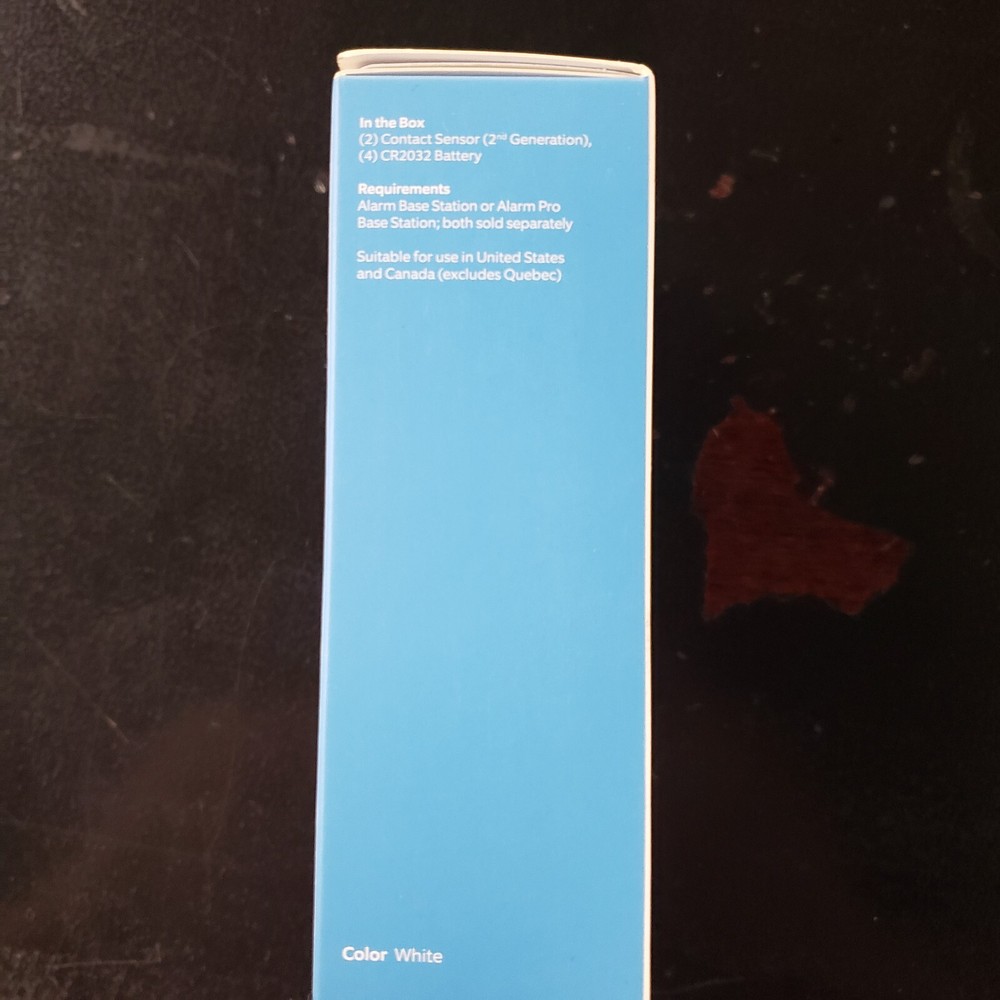 In the Box
(2) Contact Sensor (2nd Generation),
(4) CR2032 Battery
Requirements
Alarm Base Station or Alarm Pro
Base Station; both sold separately
Suitable for use in United States
and Canada (excludes Quebec)
Color White